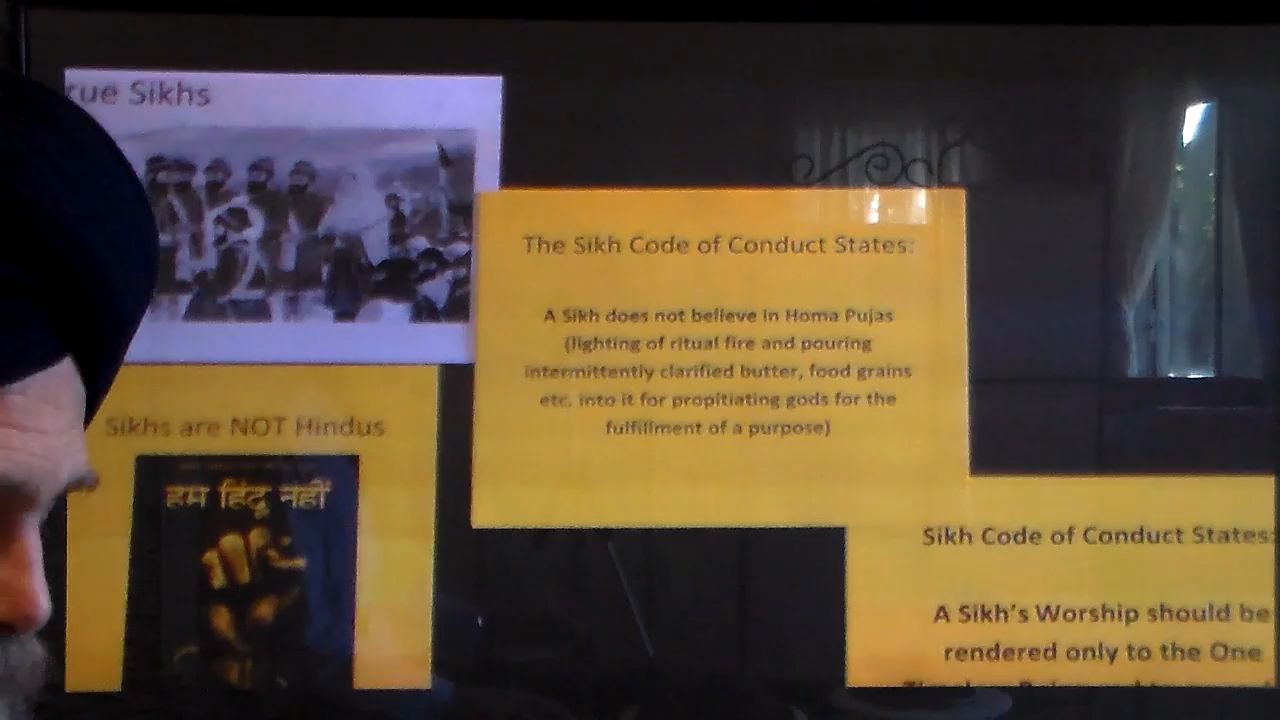 rue Sikhs
The Sikh Code of Conduct States:
A Sikh does not believe in Homa Pujas
(lighting of ritual fire and pouring
intermittently clarified butter, food grains
etc. into it for propitiating gods for the
fulfillment of a purpose)
Sikhs are NOT Hindus
हम हिंदू नहीं
Sikh Code of Conduct States:
A Sikh's Worship should be
rendered only to the One